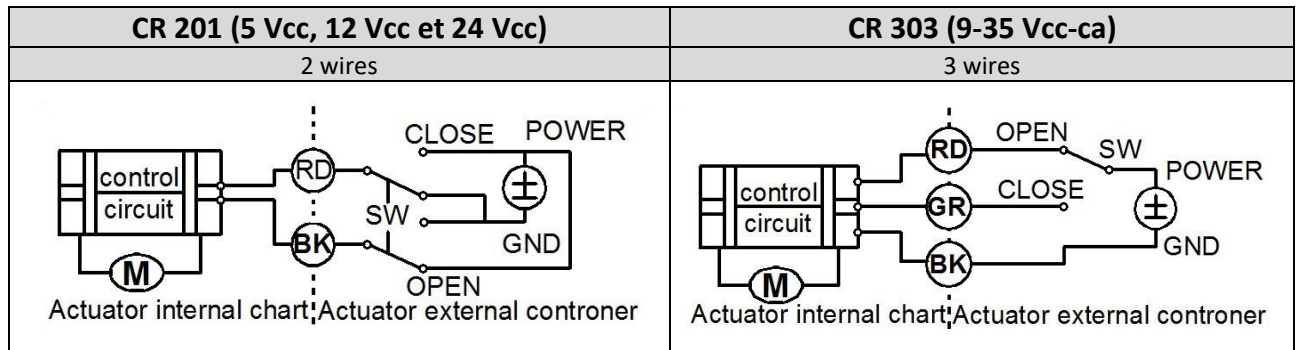 CR 201 (5 Vcc, 12 Vcc et 24 Vcc)
2 wires
CLOSE POWER
RD
control
circuit
SW
±
BK
GND
M
OPEN
Actuator internal chart Actuator external controner
CR 303 (9-35 Vcc-ca)
3 wires
OPEN
RD
SW
POWER
control
circuit
GR
CLOSE
±
GND
BK
M
Actuator internal chart Actuator external controner